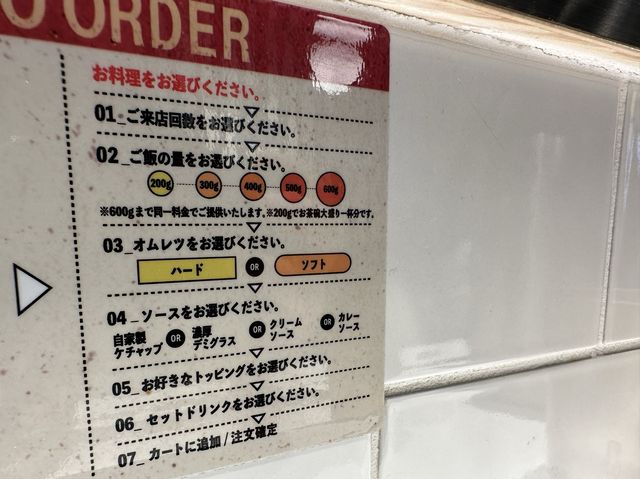 O ORDER
お料理をお選びください。
01_ご来店回数をお選びください。
02_ご飯の量をお選びください。
200g 300g 400g 500g 600g
※600gまで同一料金でご提供いたします。※200gでお茶碗大盛り一杯分です。
03_オムレツをお選びください。
ハード OR ソフト
04_ソースをお選びください。
自家製
ケチャップ
OR
濃厚
デミグラス
OR
クリーム
ソース
OR
カレー
ソース
05_お好きなトッピングをお選びください。
06_セットドリンクをお選びください。
07_カートに追加 / 注文確定